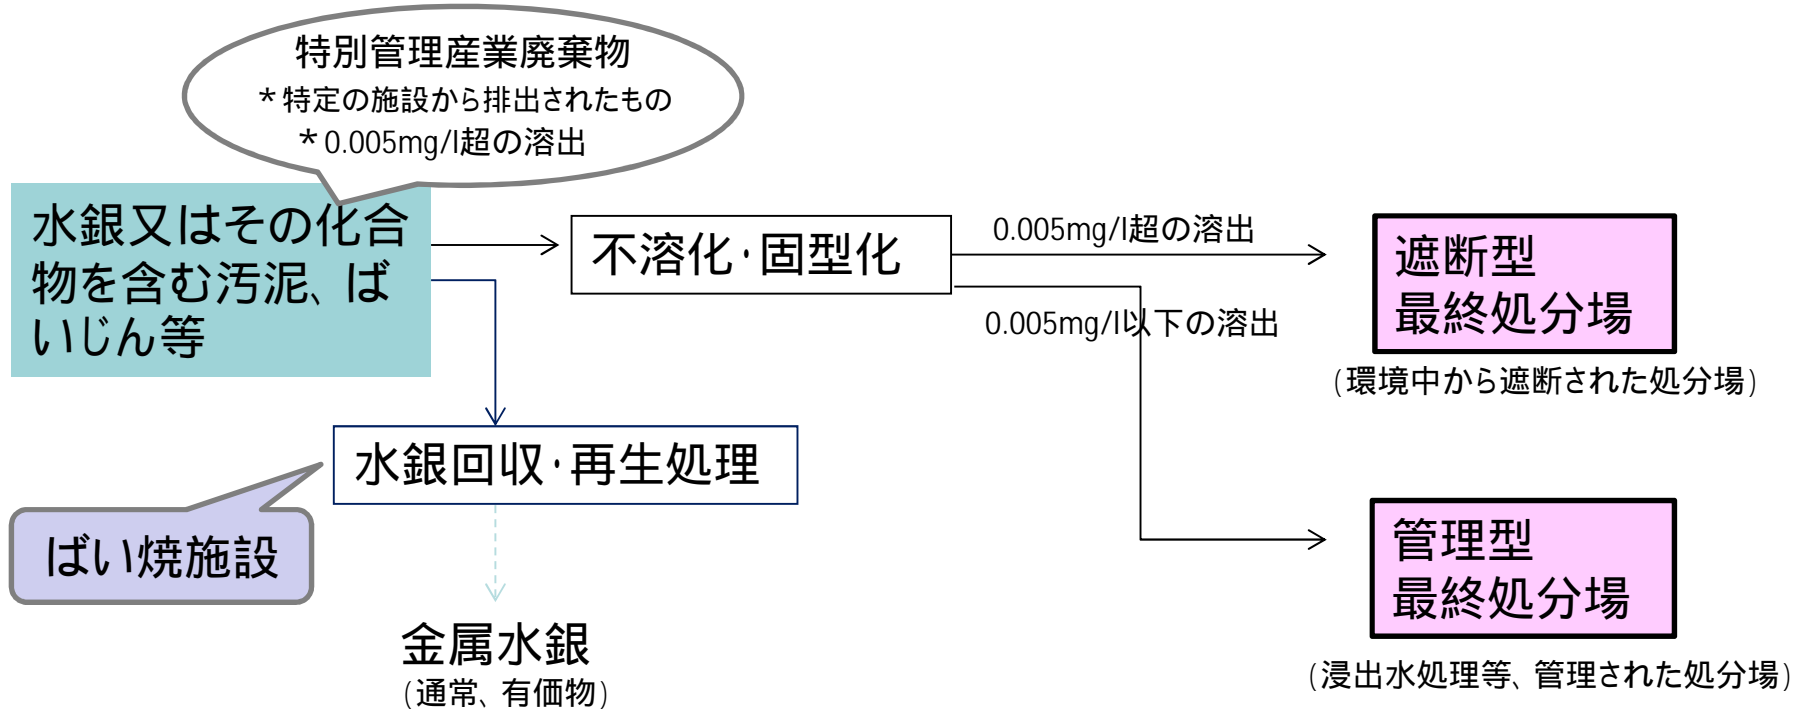 特別管理産業廃棄物
*特定の施設から排出されたもの
*0.005mg/l超の溶出
水銀又はその化合
物を含む汚泥、ば
いじん等
不溶化・固型化
0.005mg/l超の溶出
0.005mg/l以下の溶出
遮断型
最終処分場
(環境中から遮断された処分場)
水銀回収・再生処理
ばい焼施設
金属水銀
(通常、有価物)
管理型
最終処分場
(浸出水処理等、管理された処分場)